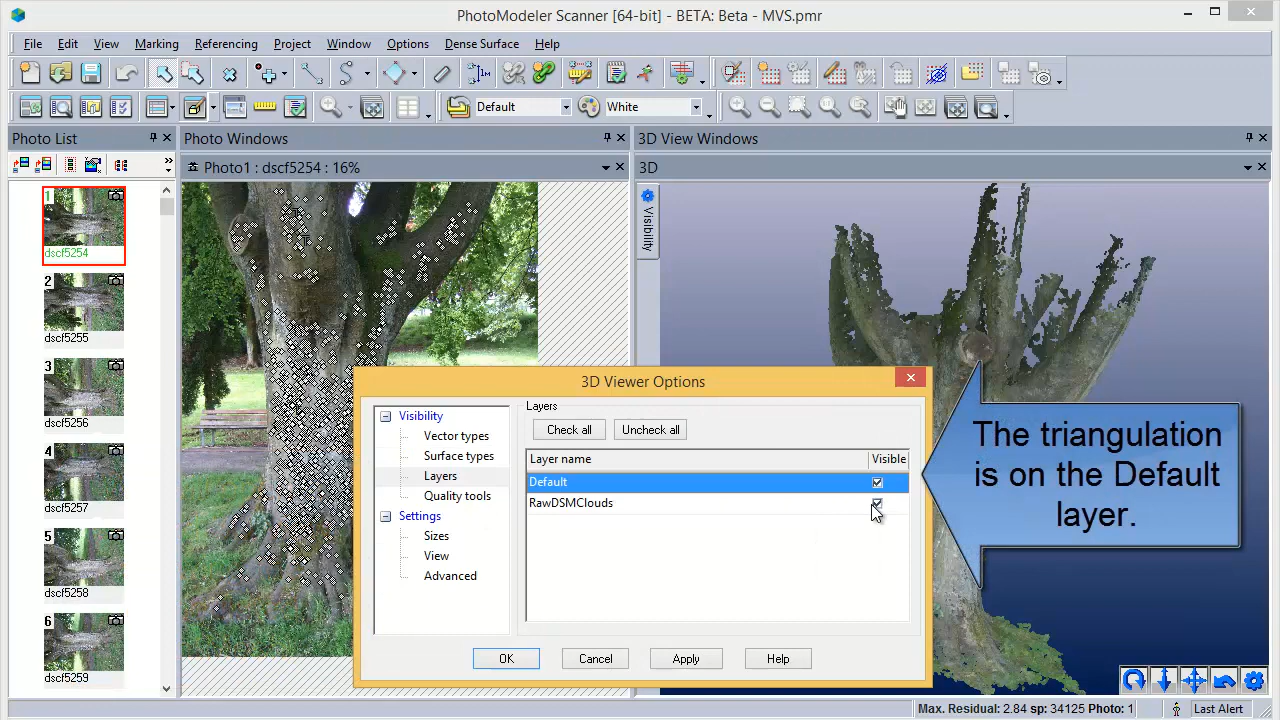 PhotoModeler Scanner [64-bit] - BETA: Beta - MVS.pmr
File Edit View Marking Referencing Project Window Options Dense Surface Help
Default White
Photo List
Photo Windows
3D View Windows
Photo1 : dscf5254 : 16%
3D
Visibility
1
dscf5254
2
dscf5255
3
dscf5256
4
dscf5257
5
dscf5258
6
dscf5259
3D Viewer Options
Visibility
Vector types
Surface types
Layers
Quality tools
Settings
Sizes
View
Advanced
Layers
Check all Uncheck all
Layer name Visible
Default
RawDSMClouds
OK Cancel Apply Help
The triangulation
is on the Default
layer.
Max. Residual: 2.84 sp: 34125 Photo: 1
Last Alert